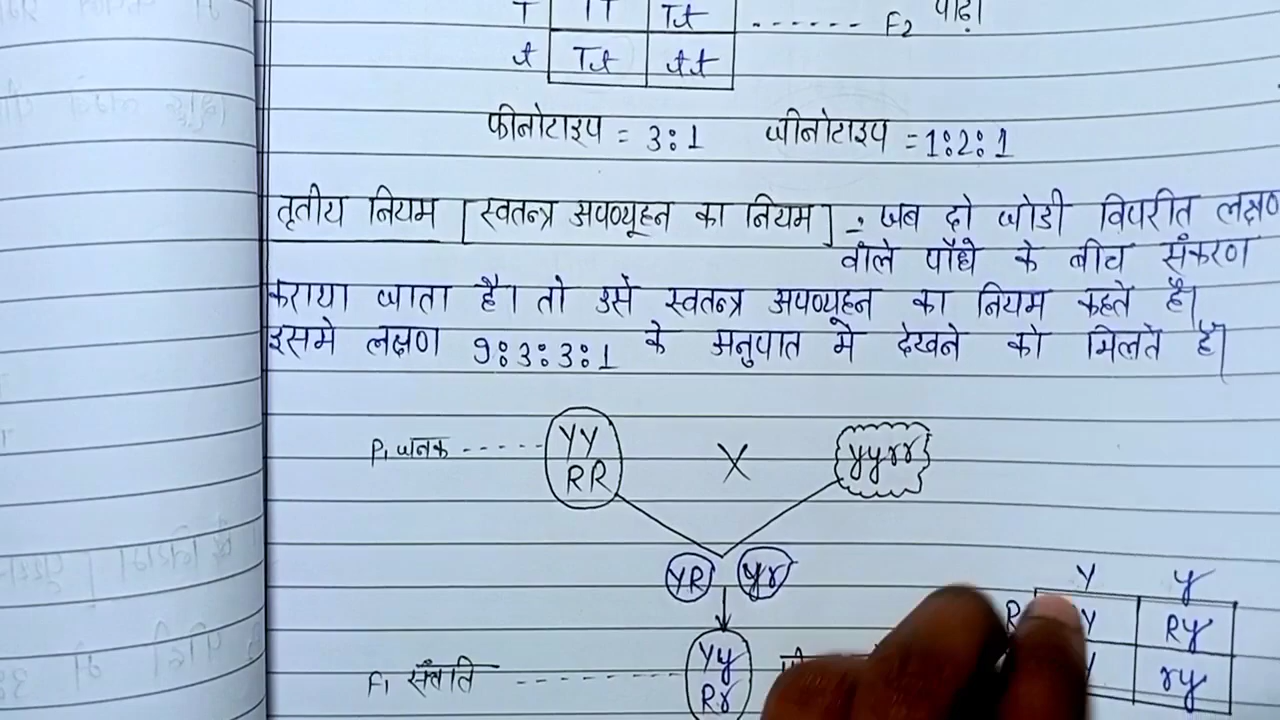 T TT Tt ...... F2 पीढ़ी
t Tt tt
फीनोटाइप = 3:1 जीनोटाइप = 1:2:1
तृतीय नियम [स्वतन्त्र अपव्यूहन का नियम] :- जब दो जोडी विपरीत लक्षण
वाले पौधे के बीच संकरण
कराया जाता है। तो उसे स्वतन्त्र अपव्यूहन का नियम कहते है।
इसमे लक्षण 9:3:3:1 के अनुपात मे देखने को मिलते है।
P1 जनक ----- YY X yyrr
RR
YR yr
Y y
R Y Ry
F1 संतति -------- Yy
Rr
ry